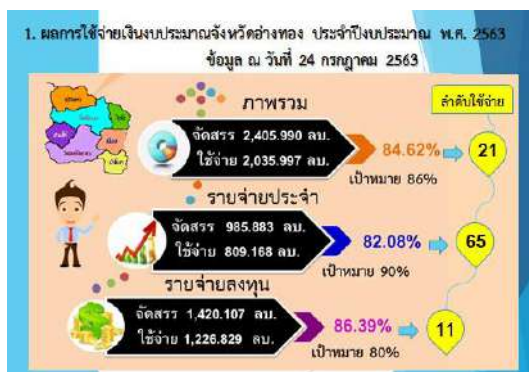 1. ผลการใช้จ่ายเงินงบประมาณจังหวัดอ่างทอง ประจำปีงบประมาณ พ.ศ. 2563
ข้อมูล ณ วันที่ 24 กรกฎาคม 2563
ภาพรวม
ลำดับใช้จ่าย
จัดสรร 2,405.990 ลบ.
ใช้จ่าย 2,035.997 ลบ.
84.62%
21
เป้าหมาย 86%
รายจ่ายประจำ
จัดสรร 985.883 ลบ.
ใช้จ่าย 809.168 ลบ.
82.08%
65
เป้าหมาย 90%
รายจ่ายลงทุน
จัดสรร 1,420.107 ลบ.
ใช้จ่าย 1,226.829 ลบ.
86.39%
11
เป้าหมาย 80%